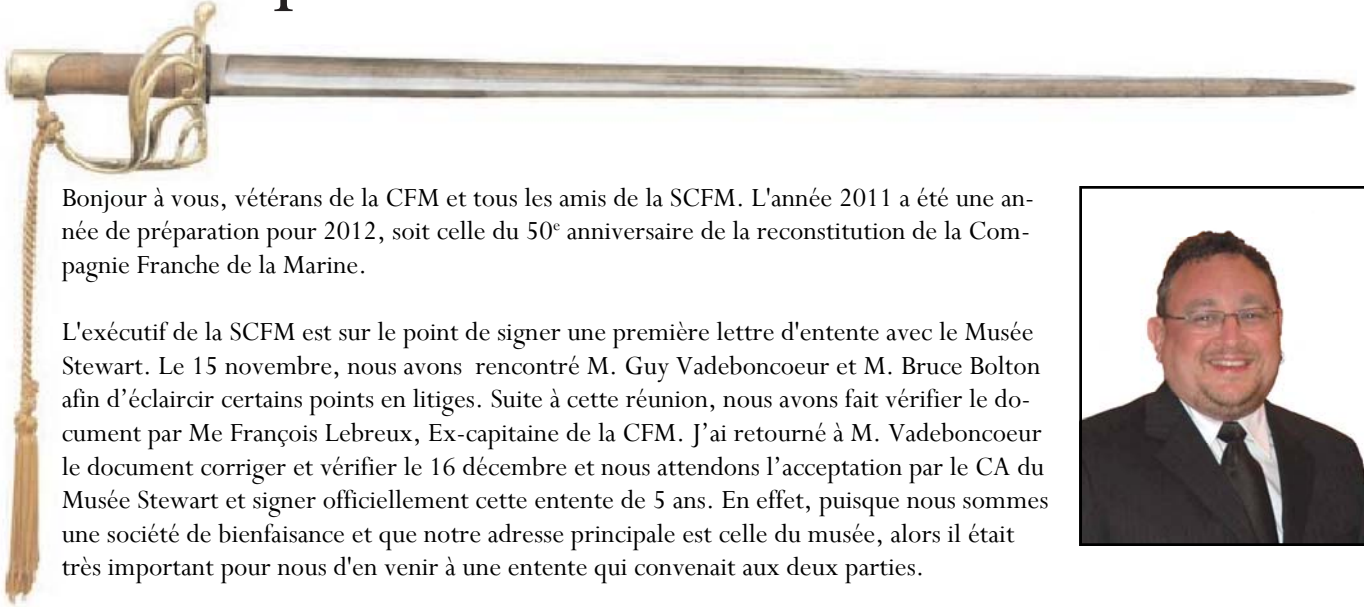 Bonjour à vous, vétérans de la CFM et tous les amis de la SCFM. L'année 2011 a été une an-
née de préparation pour 2012, soit celle du 50e anniversaire de la reconstitution de la Com-
pagnie Franche de la Marine.
L'exécutif de la SCFM est sur le point de signer une première lettre d'entente avec le Musée
Stewart. Le 15 novembre, nous avons rencontré M. Guy Vadeboncoeur et M. Bruce Bolton
afin d’éclaircir certains points en litiges. Suite à cette réunion, nous avons fait vérifier le do-
cument par Me François Lebreux, Ex-capitaine de la CFM. J’ai retourné à M. Vadeboncoeur
le document corriger et vérifier le 16 décembre et nous attendons l’acceptation par le CA du
Musée Stewart et signer officiellement cette entente de 5 ans. En effet, puisque nous sommes
une société de bienfaisance et que notre adresse principale est celle du musée, alors il était
très important pour nous d'en venir à une entente qui convenait aux deux parties.